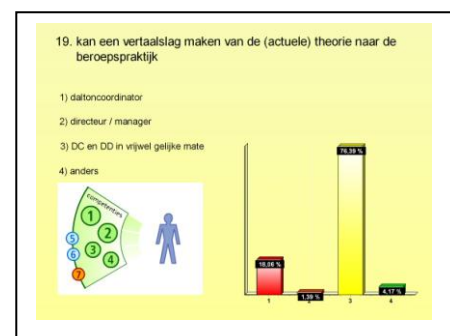 19. kan een vertaalslag maken van de (actuele) theorie naar de
beroepspraktijk
1) daltoncoordinator
2) directeur / manager
3) DC en DD in vrijwel gelijke mate
4) anders
competenties
1
2
3
4
5
6
7
76,39 %
18,06 %
1,39 %
4,17 %
1
2
3
4